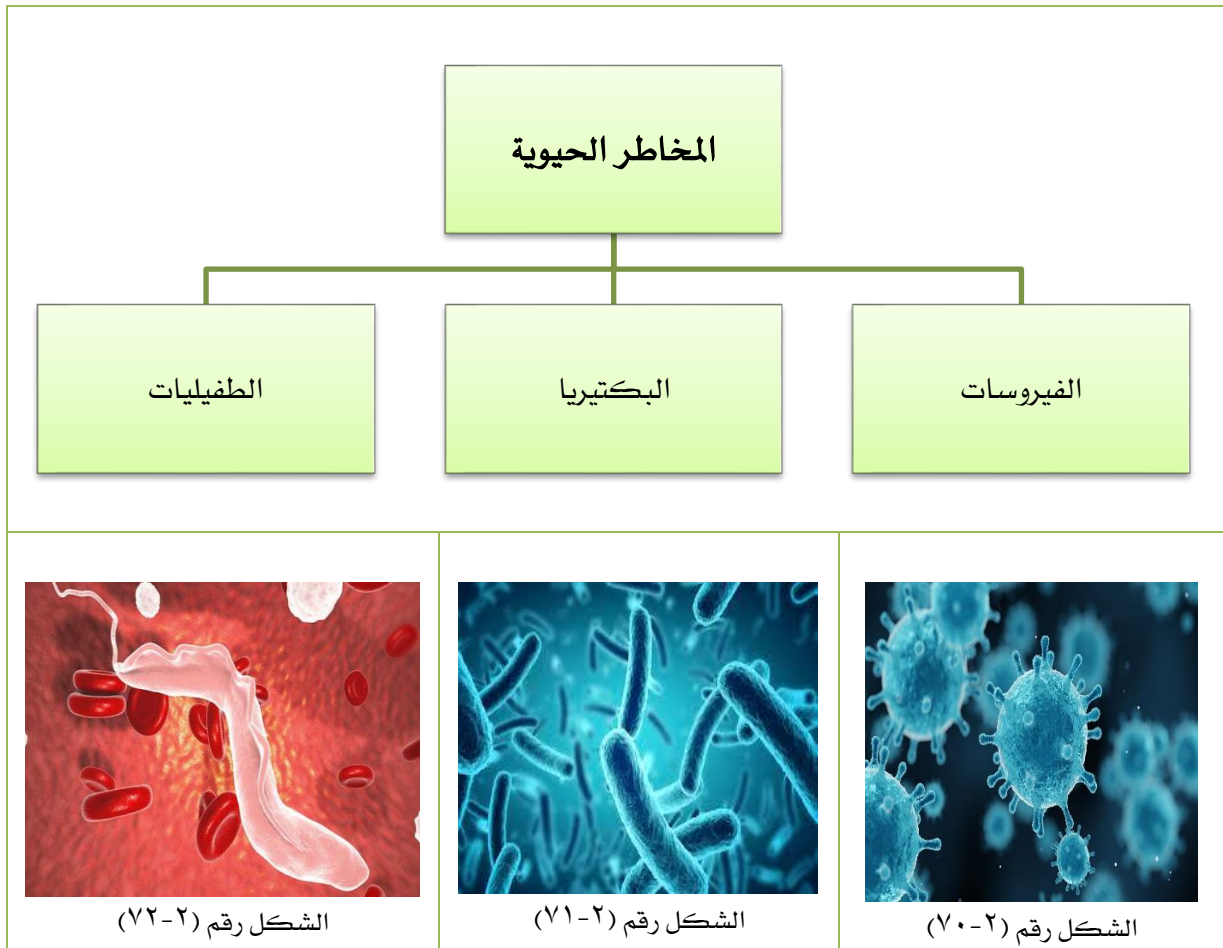 المخاطر الحيوية
الفيروسات
البكتيريا
الطفيليات
الشكل رقم (٢-٧٠)
الشكل رقم (٢-٧١)
الشكل رقم (٢-٧٢)